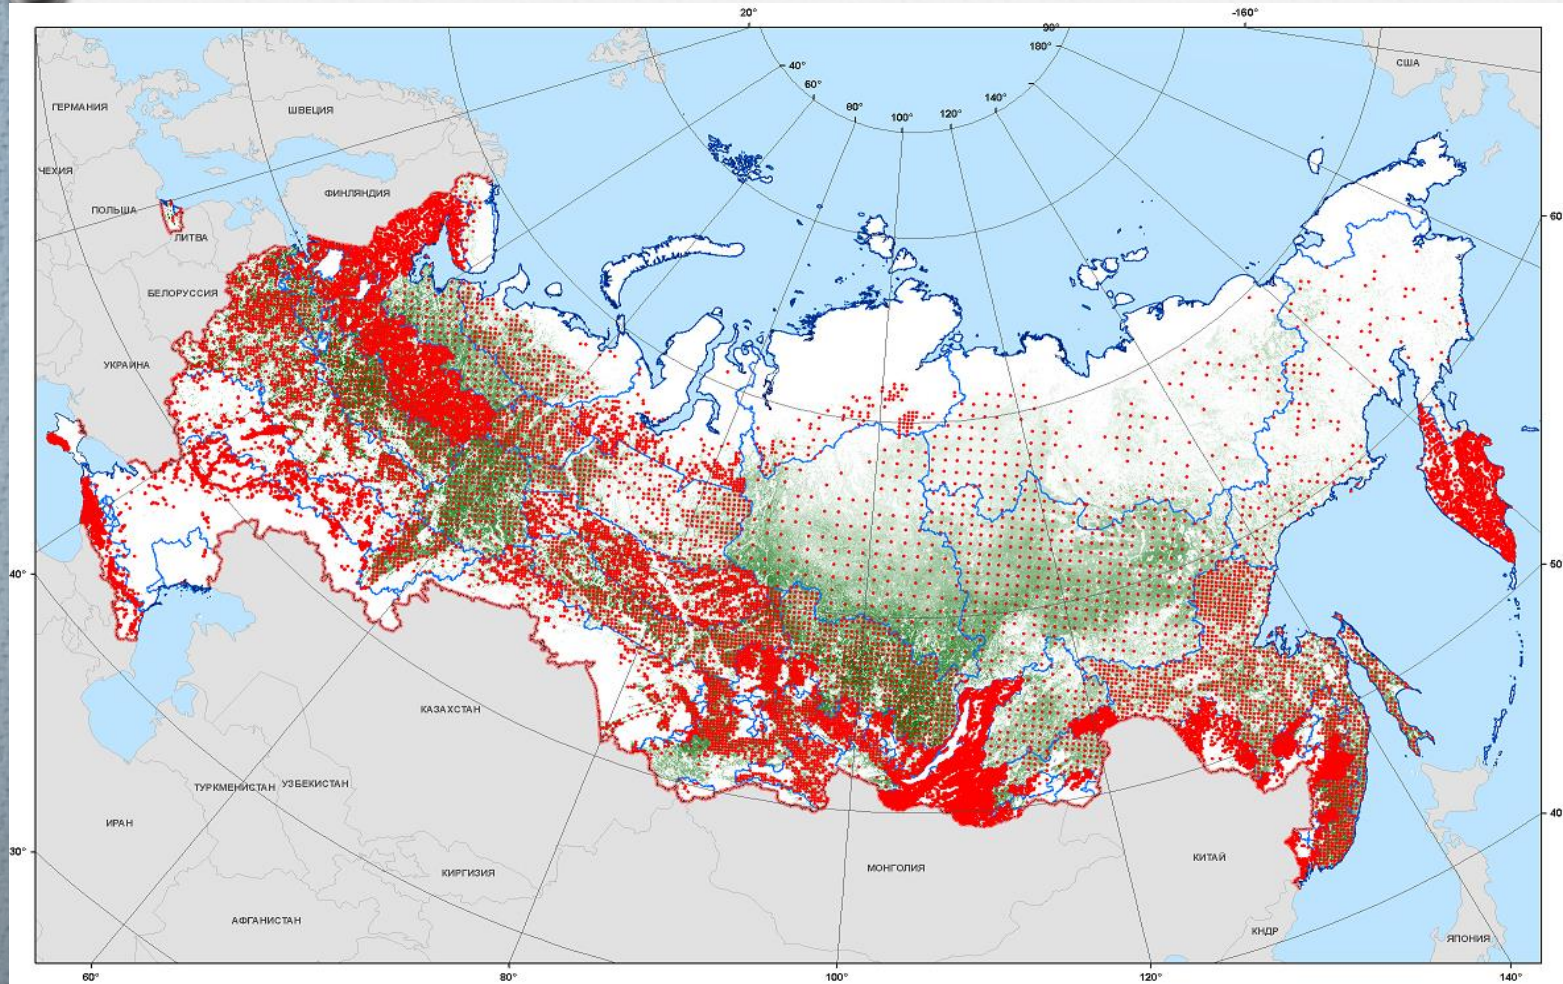 20°
-160°
90°
180°
40°
60°
80°
100°
120°
140°
США
ГЕРМАНИЯ
ШВЕЦИЯ
ЧЕХИЯ
ФИНЛЯНДИЯ
ПОЛЬША
60°
ЛИТВА
БЕЛОРУССИЯ
УКРАИНА
40°
50°
КАЗАХСТАН
ТУРКМЕНИСТАН
УЗБЕКИСТАН
ИРАН
40°
30°
КИРГИЗИЯ
МОНГОЛИЯ
КИТАЙ
АФГАНИСТАН
КНДР
ЯПОНИЯ
60°
80°
100°
120°
140°